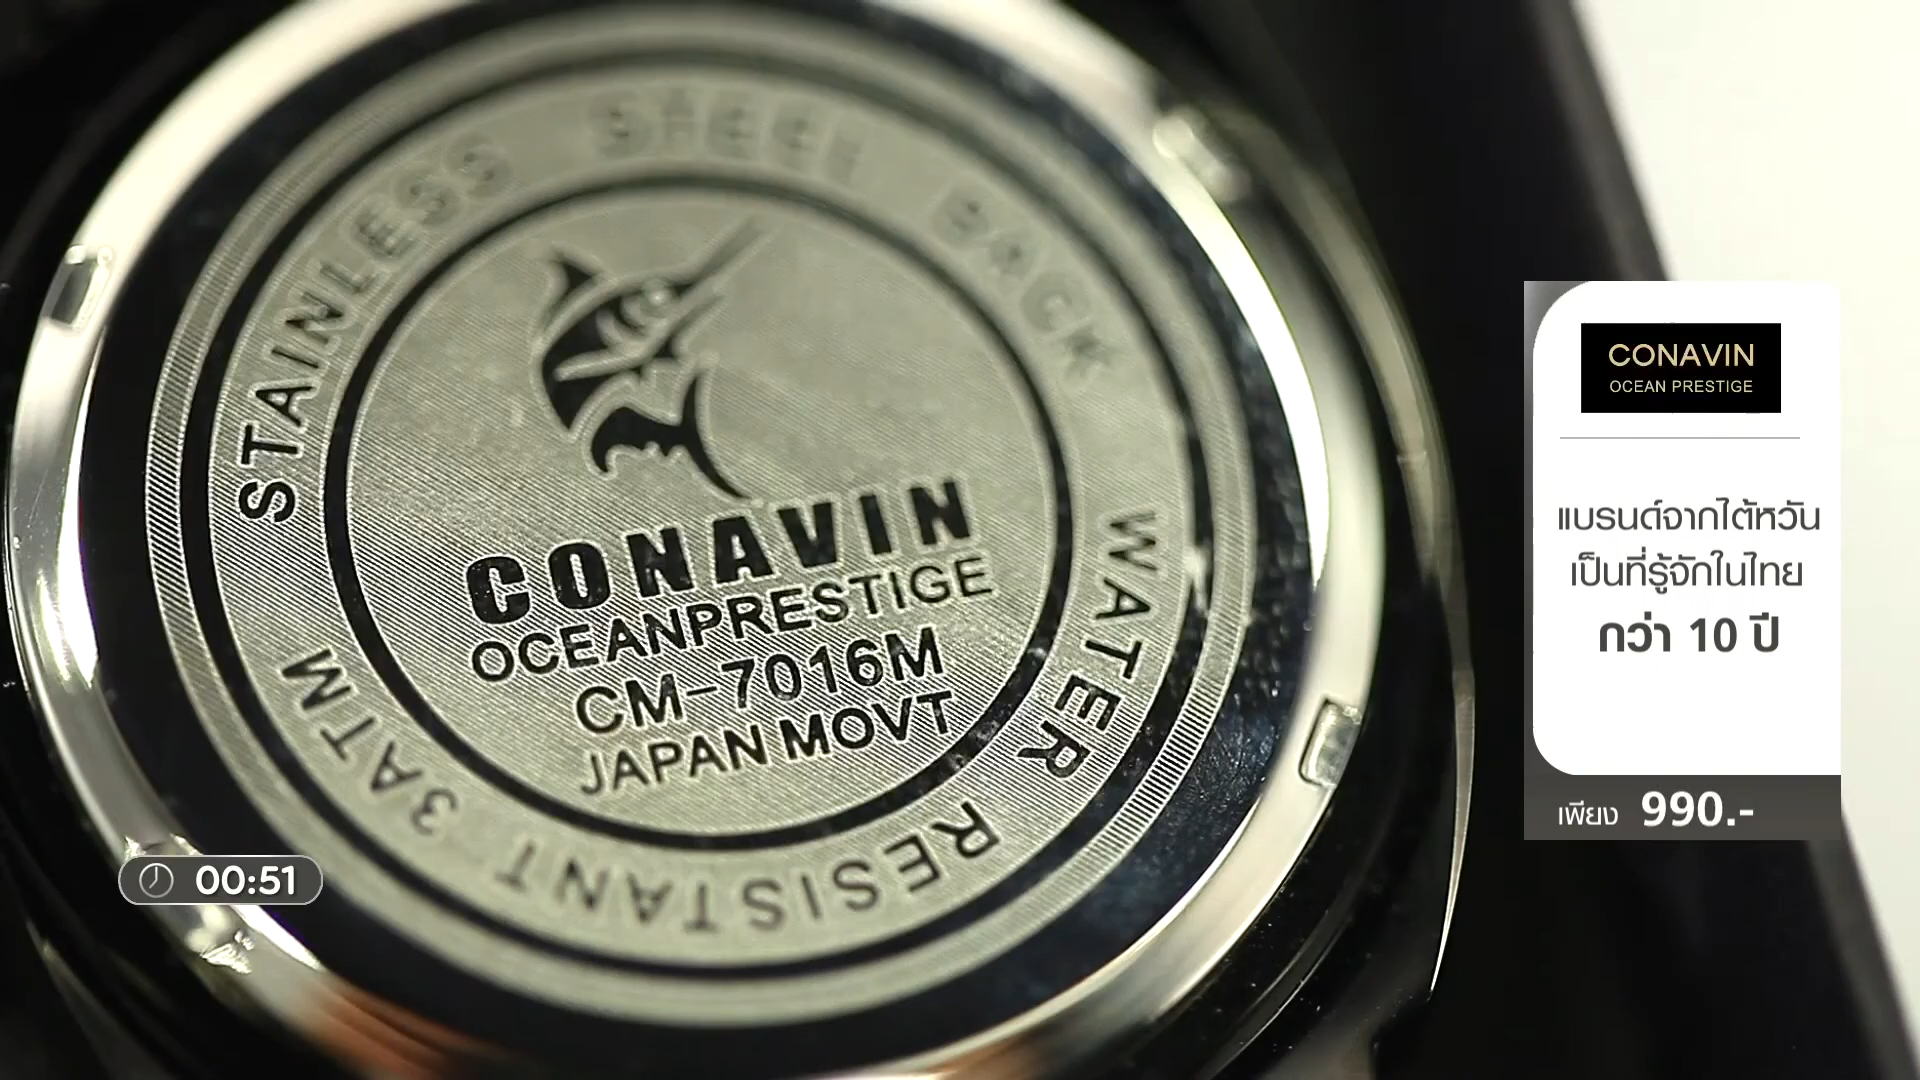 STAINLESS STEEL BACK
WATER RESISTANT 3ATM
CONAVIN
OCEANPRESTIGE
CM-7016M
JAPAN MOVT
CONAVIN
OCEAN PRESTIGE
แบรนด์จากไต้หวัน
เป็นที่รู้จักในไทย
กว่า 10 ปี
เพียง 990.-
00:51